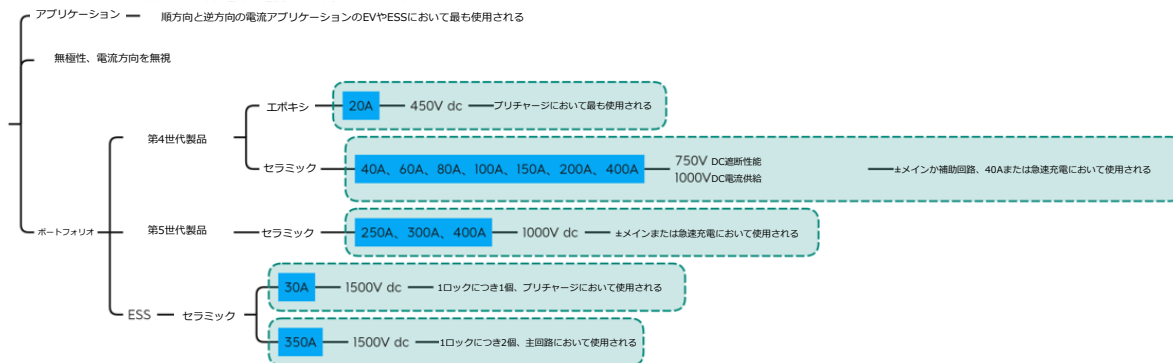 アプリケーション
順方向と逆方向の電流アプリケーションのEVやESSにおいて最も使用される
無極性、電流方向を無視
エポキシ
20A
450V dc
プリチャージにおいて最も使用される
第4世代製品
セラミック
40A、60A、80A、100A、150A、200A、400A
750V DC遮断性能
1000VDC電流供給
±メインか補助回路、40Aまたは急速充電において使用される
ポートフォリオ
第5世代製品
セラミック
250A、300A、400A
1000V dc
±メインまたは急速充電において使用される
30A
1500V dc
1ロックにつき1個、プリチャージにおいて使用される
ESS
セラミック
350A
1500V dc
1ロックにつき2個、主回路において使用される